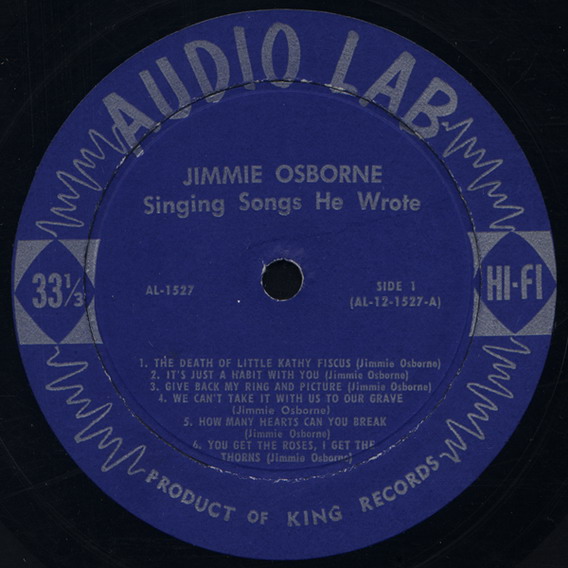 AUDIO LAB
JIMMIE OSBORNE
Singing Songs He Wrote
33 1/3
HI-FI
AL-1527
SIDE 1
(AL-12-1527-A)
1. THE DEATH OF LITTLE KATHY FISCUS (Jimmie Osborne)
2. IT'S JUST A HABIT WITH YOU (Jimmie Osborne)
3. GIVE BACK MY RING AND PICTURE (Jimmie Osborne)
4. WE CAN'T TAKE IT WITH US TO OUR GRAVE
(Jimmie Osborne)
5. HOW MANY HEARTS CAN YOU BREAK
(Jimmie Osborne)
6. YOU GET THE ROSES, I GET THE
THORNS (Jimmie Osborne)
PRODUCT OF KING RECORDS